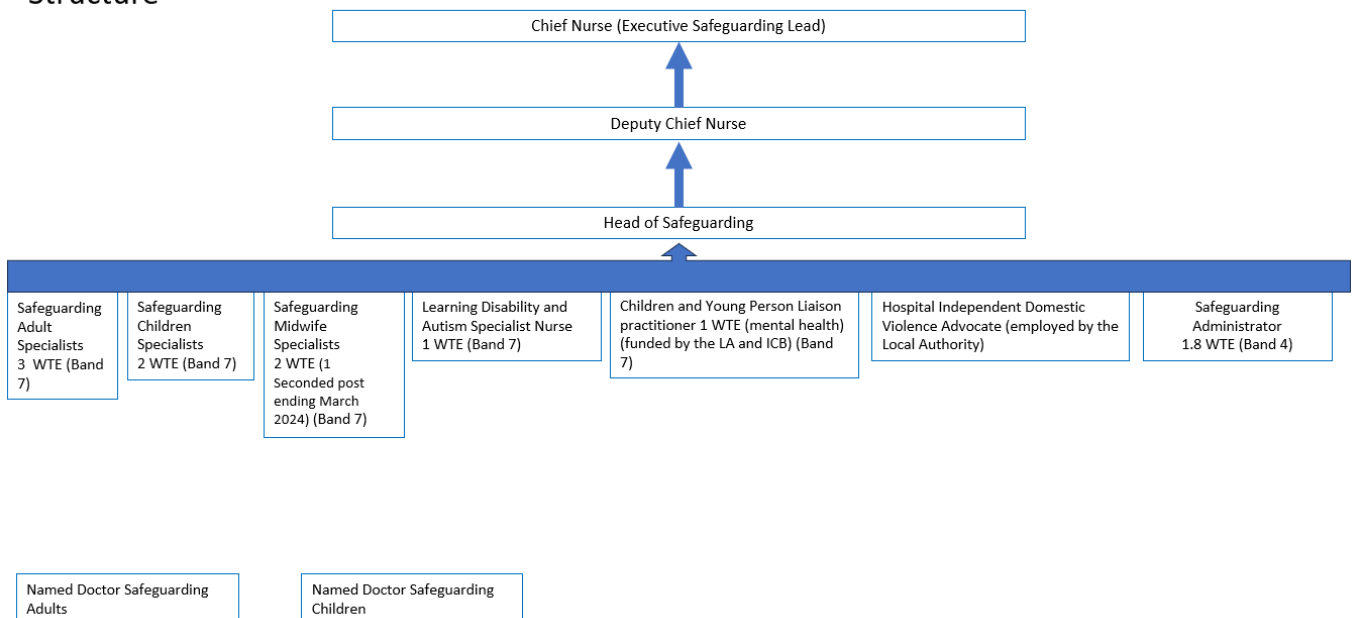 Structure
Chief Nurse (Executive Safeguarding Lead)
Deputy Chief Nurse
Head of Safeguarding
Safeguarding
Adult
Specialists
3 WTE (Band
7)
Safeguarding
Children
Specialists
2 WTE (Band 7)
Safeguarding
Midwife
Specialists
2 WTE (1
Seconded post
ending March
2024) (Band 7)
Learning Disability and
Autism Specialist Nurse
1 WTE (Band 7)
Children and Young Person Liaison
practitioner 1 WTE (mental health)
(funded by the LA and ICB) (Band
7)
Hospital Independent Domestic
Violence Advocate (employed by the
Local Authority)
Safeguarding
Administrator
1.8 WTE (Band 4)
Named Doctor Safeguarding
Adults
Named Doctor Safeguarding
Children